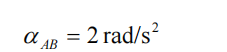 α_AB = 2 rad/s²